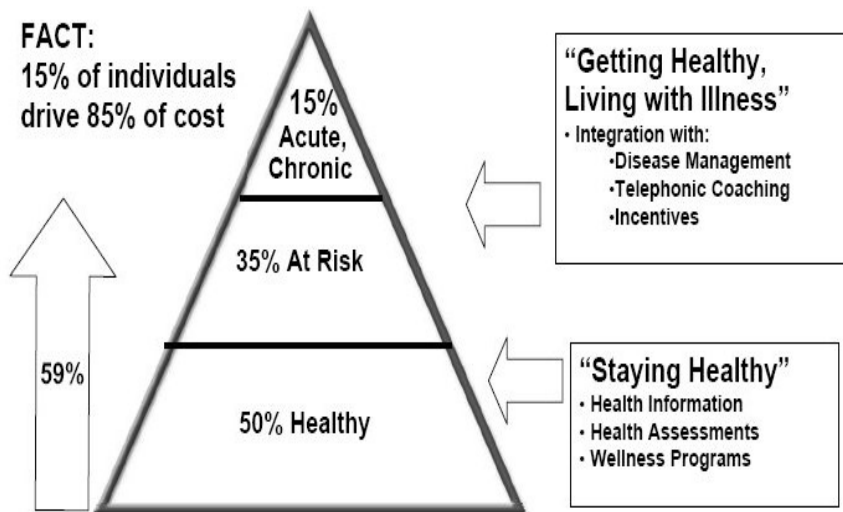 FACT:
15% of individuals
drive 85% of cost
15%
Acute,
Chronic
35% At Risk
50% Healthy
59%
“Getting Healthy,
Living with Illness”
• Integration with:
•Disease Management
•Telephonic Coaching
•Incentives
“Staying Healthy”
• Health Information
• Health Assessments
• Wellness Programs